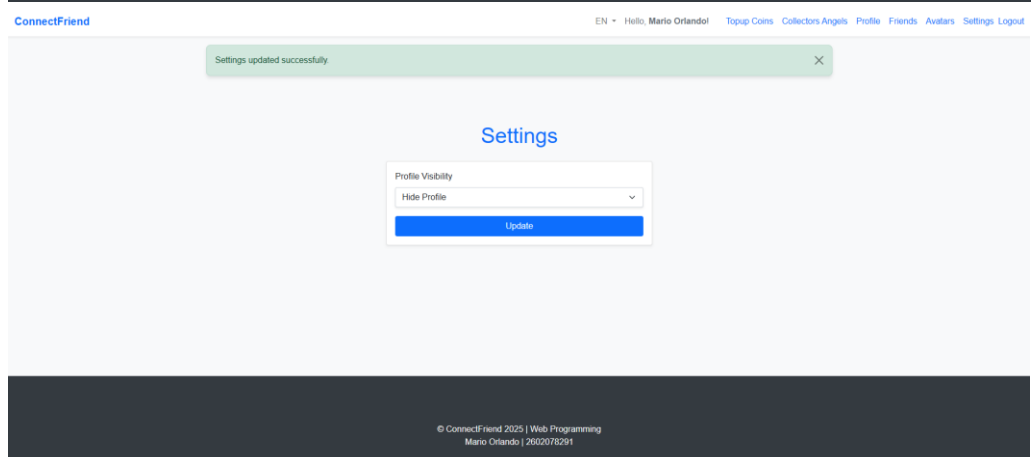 ConnectFriend
EN Hello, Mario Orlando! Topup Coins Collectors Angels Profile Friends Avatars Settings Logout
Settings updated successfully.
Settings
Profile Visibility
Hide Profile
Update
© ConnectFriend 2025 | Web Programming
Mario Orlando | 2602078291